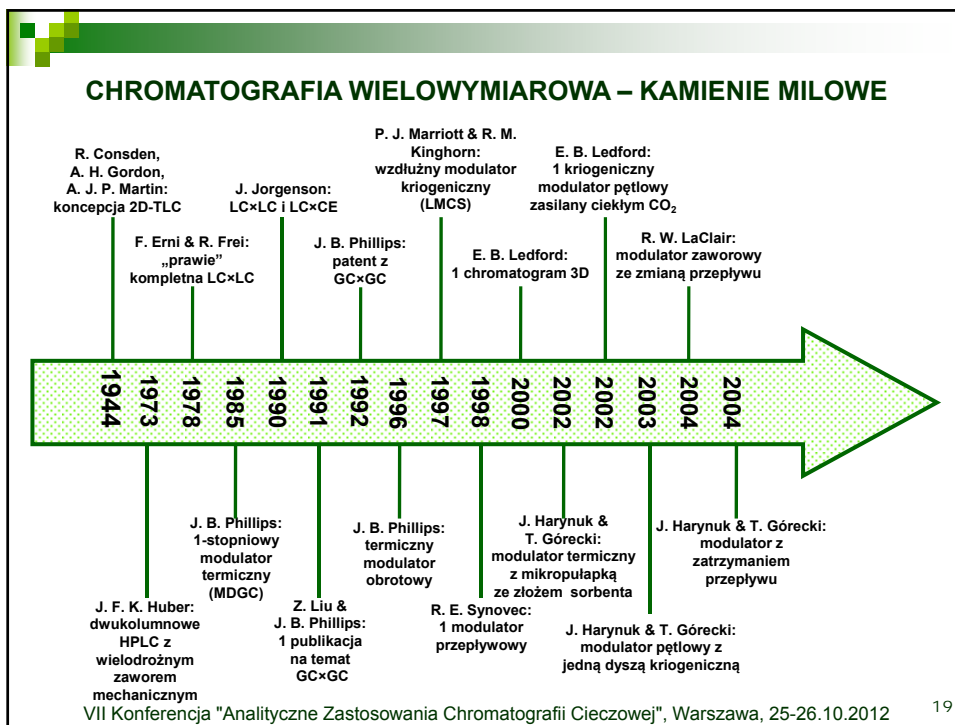 CHROMATOGRAFIA WIELOWYMIAROWA – KAMIENIE MILOWE
R. Consden,
A. H. Gordon,
A. J. P. Martin:
koncepcja 2D-TLC
F. Erni & R. Frei:
„prawie”
kompletna LC×LC
J. Jorgenson:
LC×LC i LC×CE
J. B. Phillips:
patent z
GC×GC
P. J. Marriott & R. M.
Kinghorn:
wzdłużny modulator
kriogeniczny
(LMCS)
E. B. Ledford:
1 chromatogram 3D
E. B. Ledford:
1 kriogeniczny
modulator pętlowy
zasilany ciekłym CO₂
R. W. LaClair:
modulator zaworowy
ze zmianą przepływu
1944
1973
1978
1985
1990
1991
1992
1996
1997
1998
2000
2002
2002
2003
2004
2004
J. F. K. Huber:
dwukolumnowe
HPLC z
wielodrożnym
zaworem
mechanicznym
J. B. Phillips:
1-stopniowy
modulator
termiczny
(MDGC)
Z. Liu &
J. B. Phillips:
1 publikacja
na temat
GC×GC
J. B. Phillips:
termiczny
modulator
obrotowy
R. E. Synovec:
1 modulator
przepływowy
J. Harynuk &
T. Górecki:
modulator termiczny
z mikropułapką
ze złożem sorbenta
J. Harynuk & T. Górecki:
modulator pętlowy z
jedną dyszą kriogeniczną
J. Harynuk & T. Górecki:
modulator z
zatrzymaniem
przepływu
VII Konferencja "Analityczne Zastosowania Chromatografii Cieczowej", Warszawa, 25-26.10.2012
19